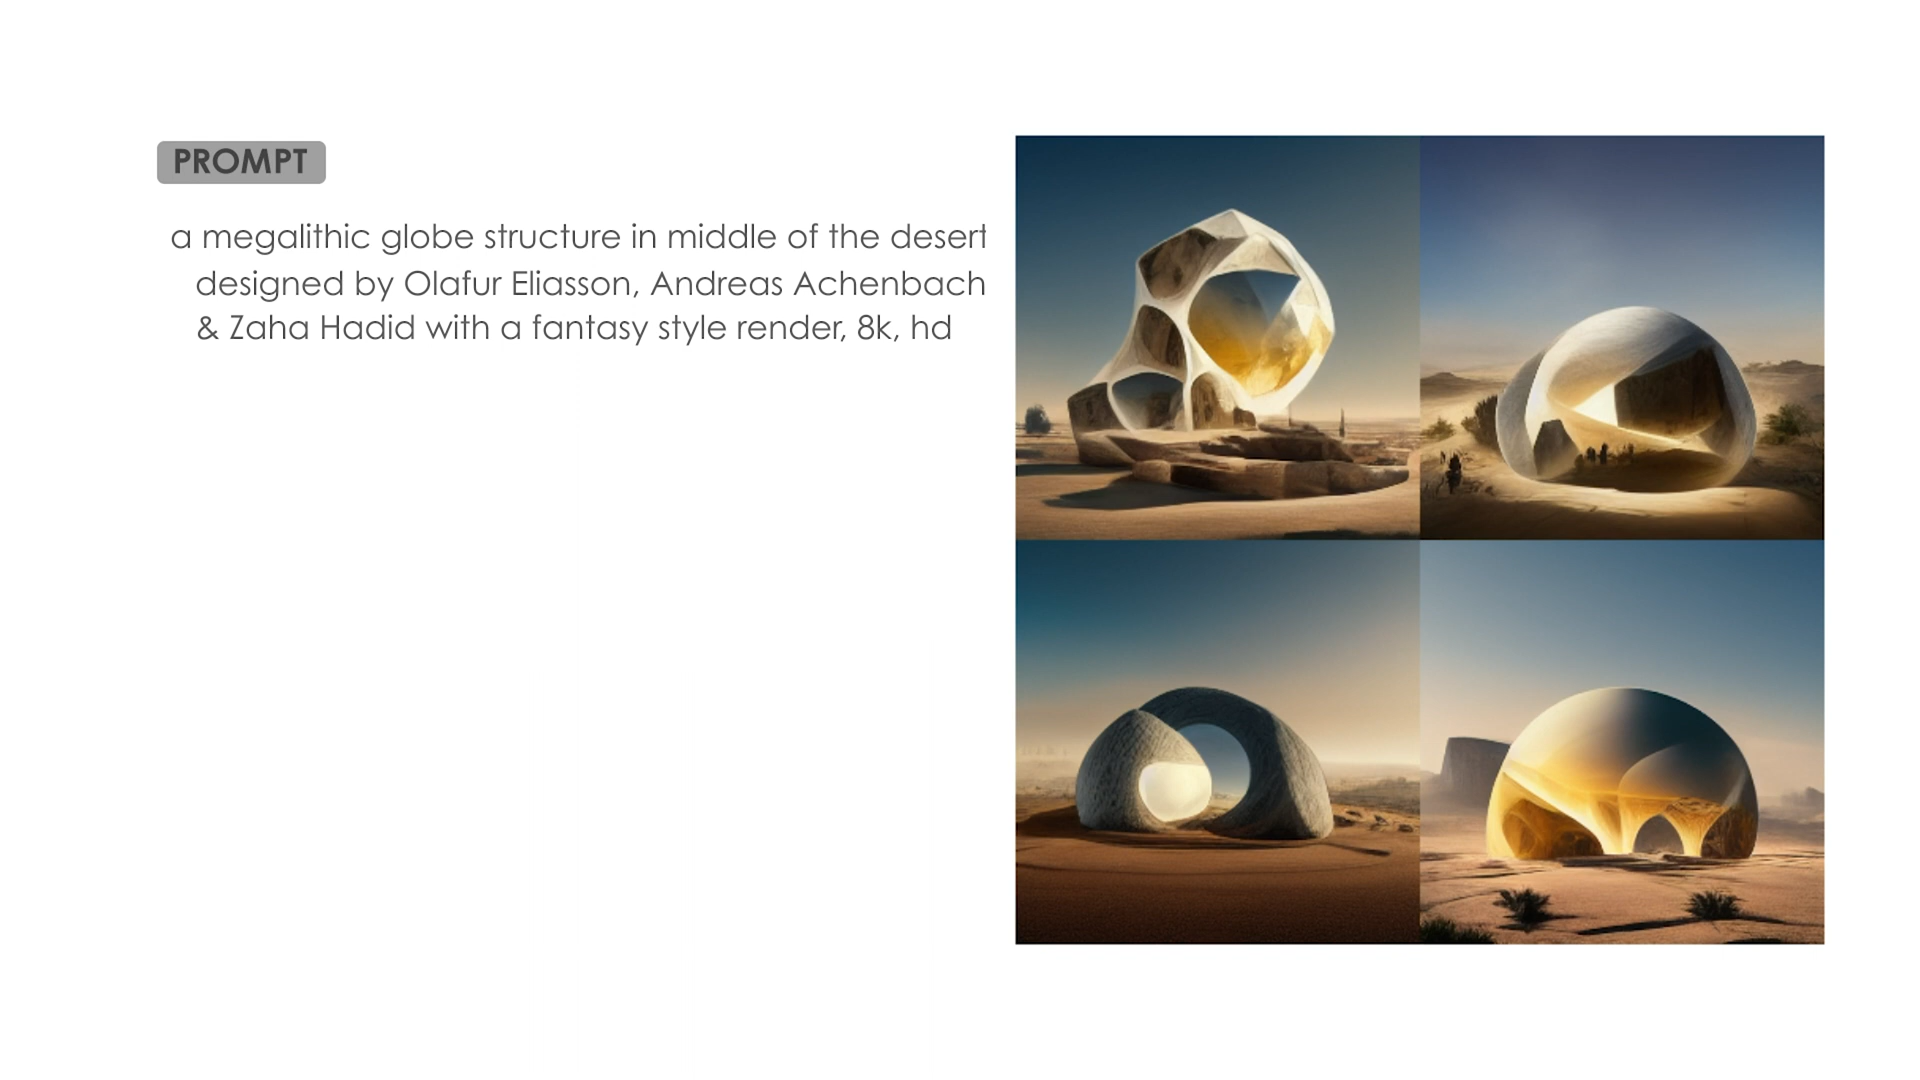 PROMPT
a megalithic globe structure in middle of the desert
designed by Olafur Eliasson, Andreas Achenbach
& Zaha Hadid with a fantasy style render, 8k, hd